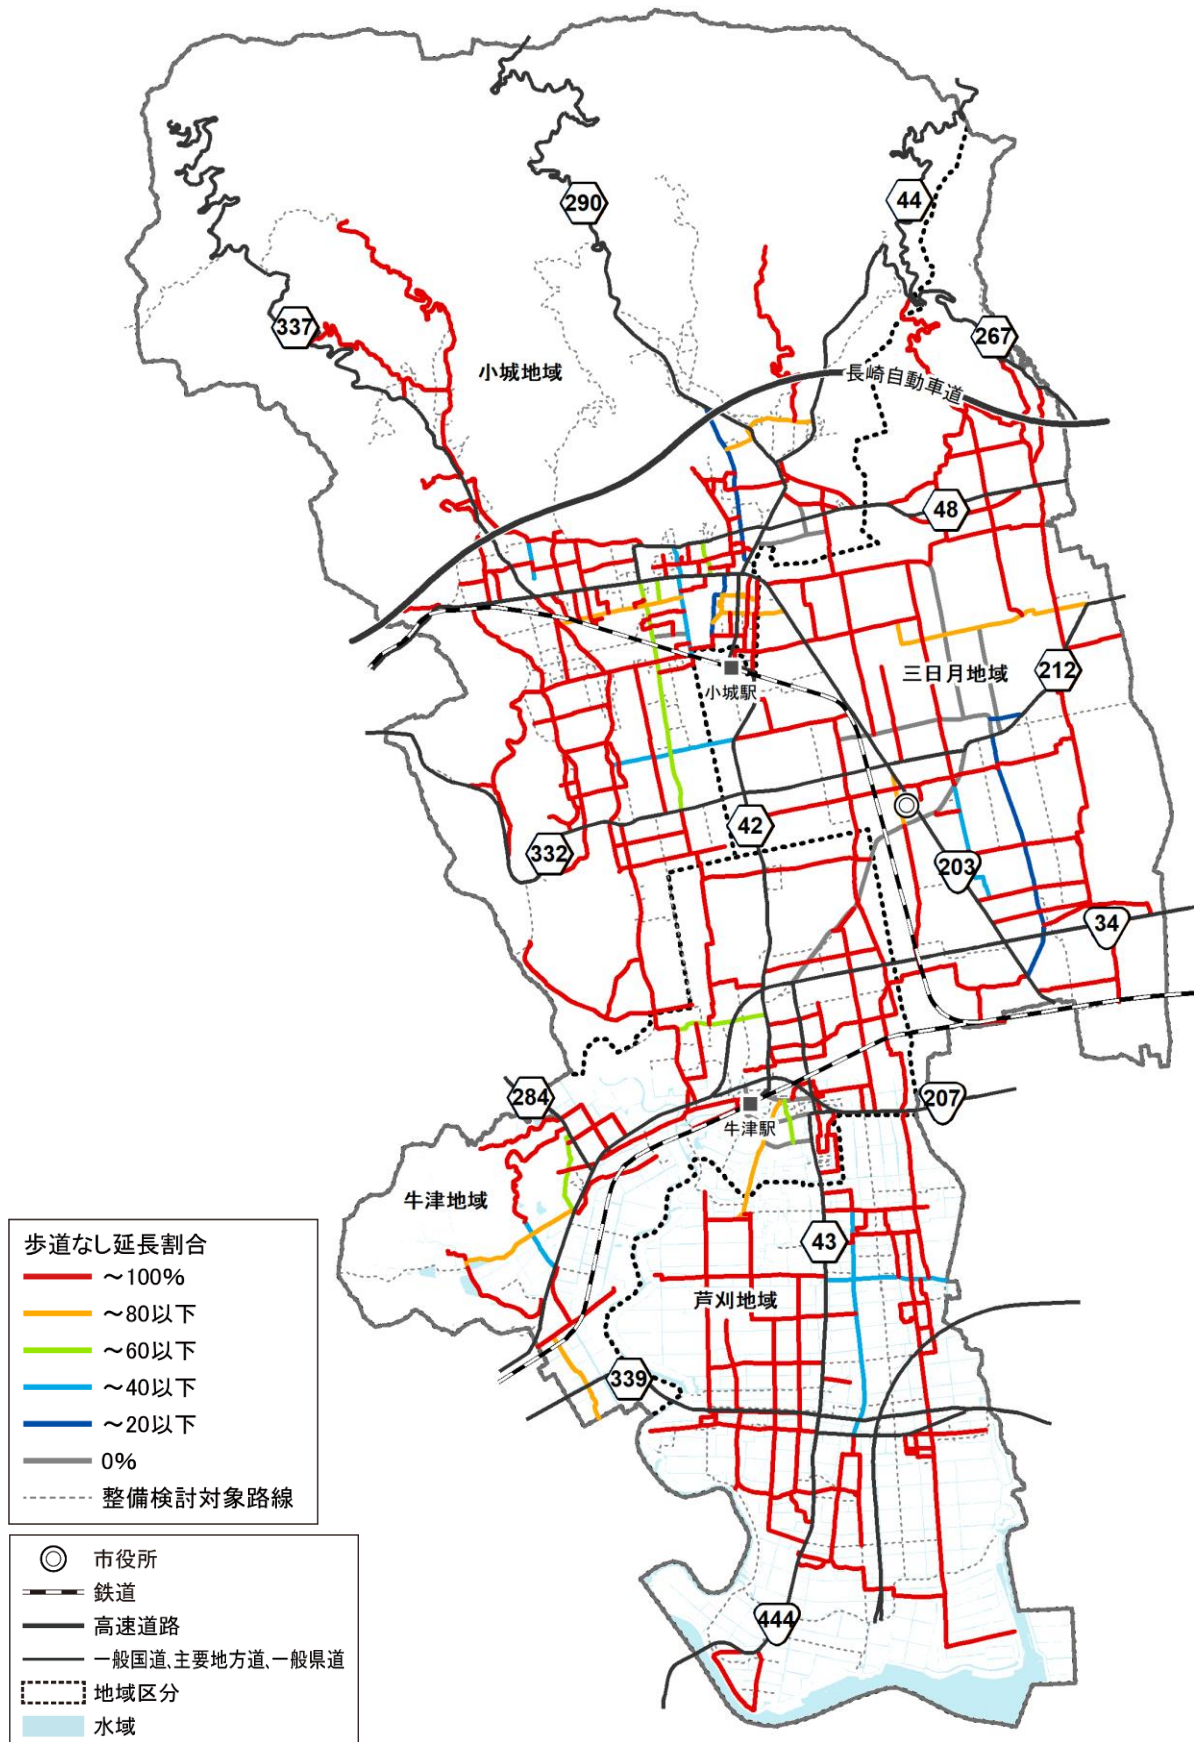 290
44
337
267
小城地域
長崎自動車道
48
三日月地域
212
小城駅
42
332
203
34
284
207
牛津駅
牛津地域
43
芦刈地域
339
444
歩道なし延長割合
～100%
～80以下
～60以下
～40以下
～20以下
0%
整備検討対象路線
市役所
鉄道
高速道路
一般国道、主要地方道、一般県道
地域区分
水域